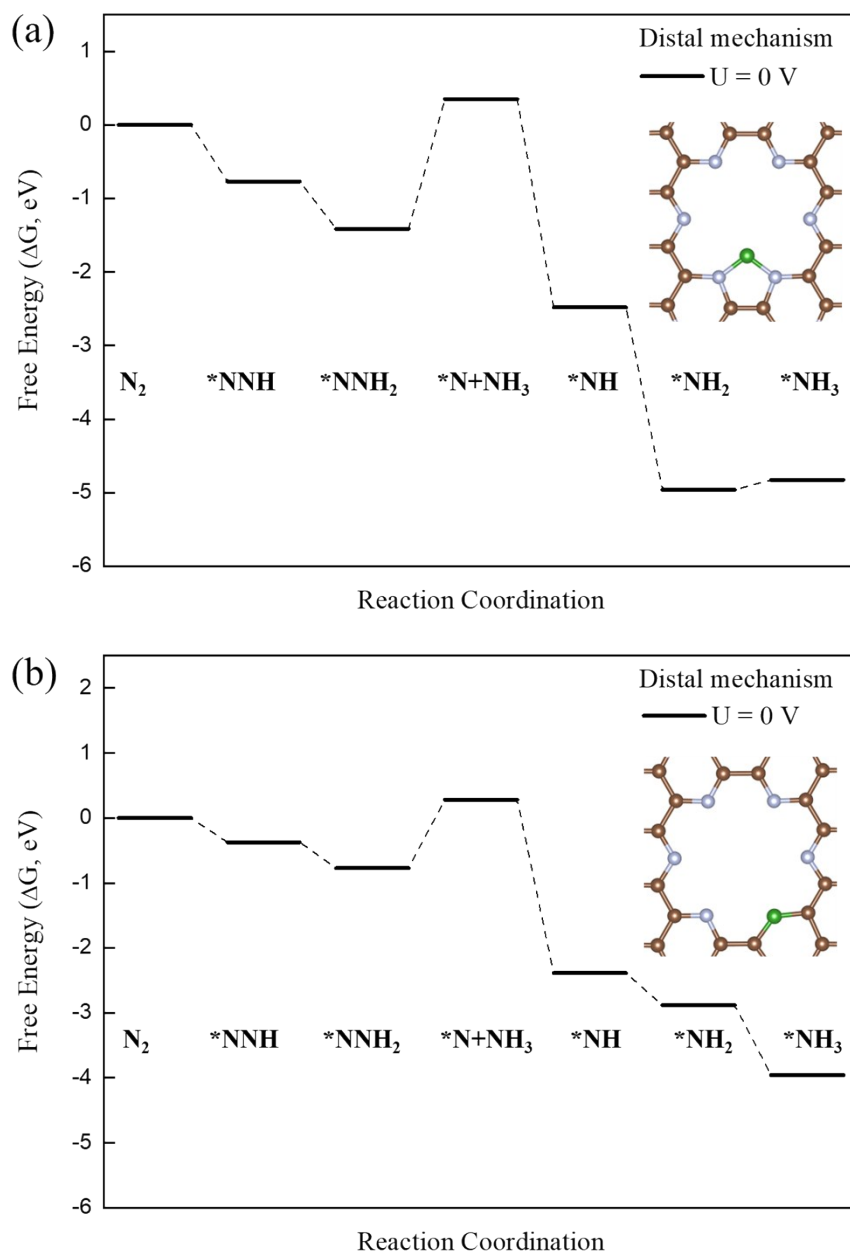 (a)
Distal mechanism
U = 0 V
Free Energy (ΔG, eV)
1
0
-1
-2
-3
-4
-5
-6
N₂ *NNH *NNH₂ *N+NH₃ *NH *NH₂ *NH₃
Reaction Coordination
(b)
Distal mechanism
U = 0 V
Free Energy (ΔG, eV)
2
1
0
-1
-2
-3
-4
-5
-6
N₂ *NNH *NNH₂ *N+NH₃ *NH *NH₂ *NH₃
Reaction Coordination